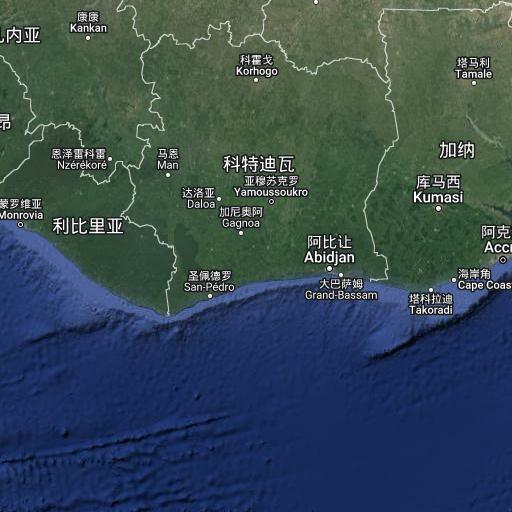 康康
Kankan
几内亚
科霍戈
Korhogo
塔马利
Tamale
昂
恩泽雷科雷
Nzérékoré
马恩
Man
科特迪瓦
加纳
亚穆苏克罗
Yamoussoukro
达洛亚
Daloa
库马西
Kumasi
蒙罗维亚
Monrovia
利比里亚
加尼奥阿
Gagnoa
阿比让
Abidjan
阿克
Accr
圣佩德罗
San-Pédro
大巴萨姆
Grand-Bassam
海岸角
Cape Coast
塔科拉迪
Takoradi